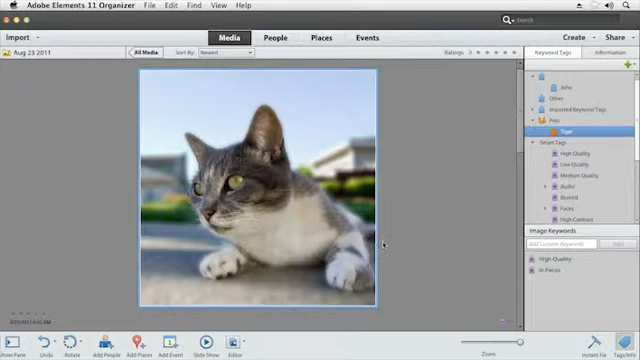 Adobe Elements 11 Organizer File Edit Find View Help
Search
Import Media People Places Events Create Share
Aug 23 2011 All Media Sort By: Newest Ratings Keyword Tags Information
John
Other
Imported Keyword Tags
Pets
Tiger
Smart Tags
High Quality
Low Quality
Medium Quality
Audio
Blurred
Faces
High Contrast
Image Keywords
Add Custom Keywords Add
High Quality
In Focus
Show Pane Undo Rotate Add People Add Places Add Event Slide Show Editor Zoom Instant Fix Tags/Info